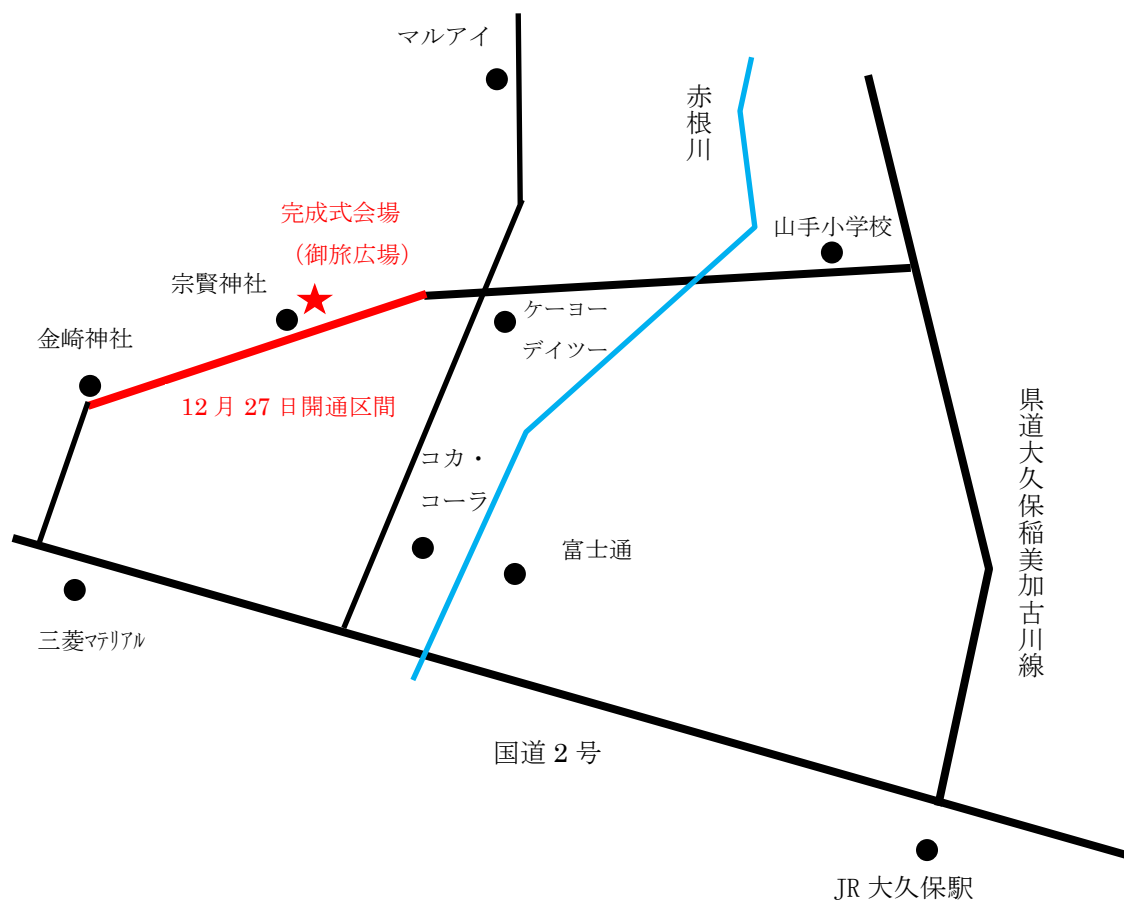 マルアイ
赤根川
完成式会場
（御旅広場）
山手小学校
宗賢神社
ケーヨー
デイツー
金崎神社
12月27日開通区間
県道大久保稲美加古川線
コカ・
コーラ
富士通
三菱ﾏﾃﾘｱﾙ
国道2号
JR大久保駅